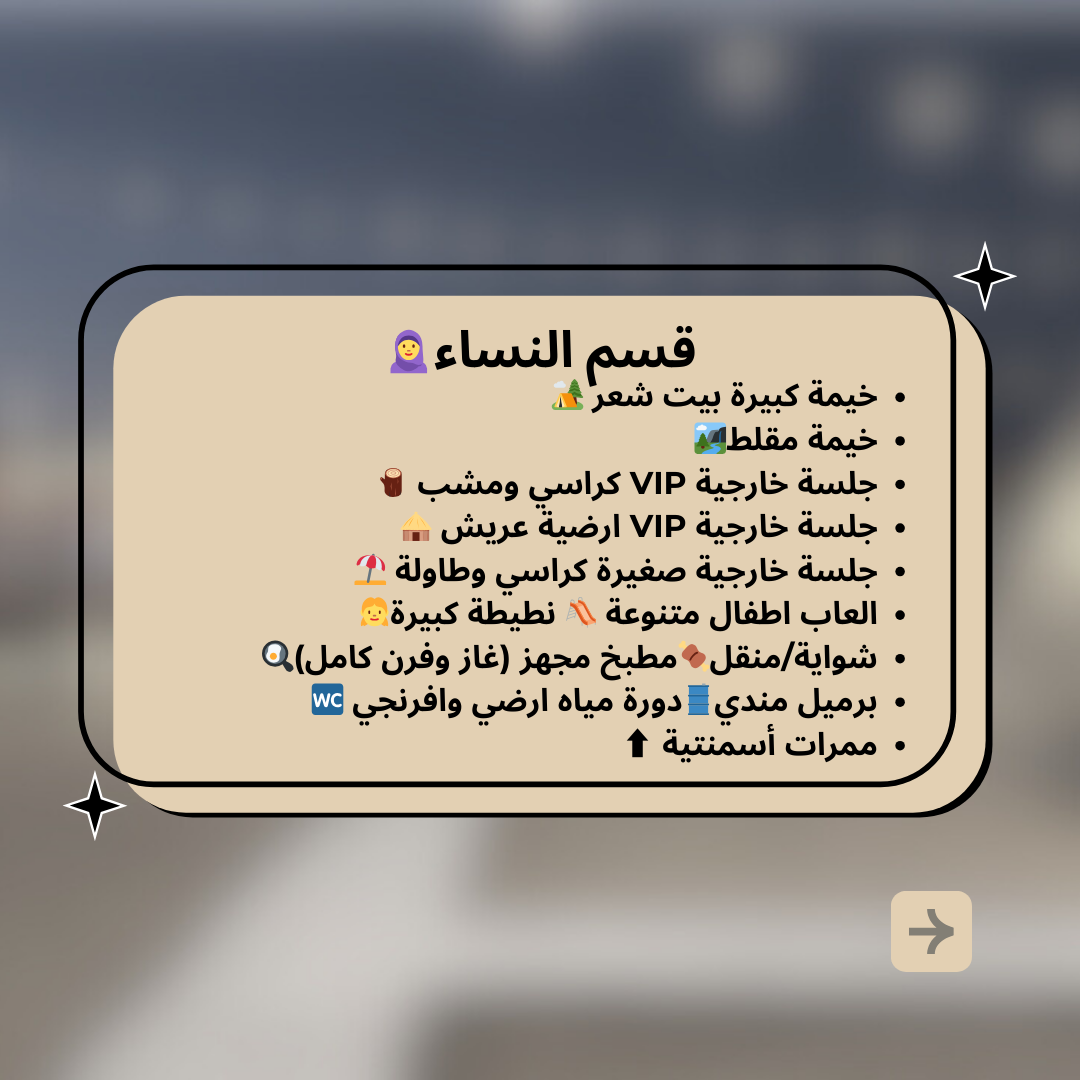 قسم النساء🧕
• خيمة كبيرة بيت شعر 🏕️
• خيمة مقلط🏞️
• جلسة خارجية VIP كراسي ومشب 🪵
• جلسة خارجية VIP ارضية عريش 🛖
• جلسة خارجية صغيرة كراسي وطاولة ⛱️
• العاب اطفال متنوعة 🛝 نطيطة كبيرة👧
• شواية/منقل🍖مطبخ مجهز (غاز وفرن كامل)🍳
• برميل مندي🛢️دورة مياه ارضي وافرنجي 🚾
• ممرات أسمنتية ⬆